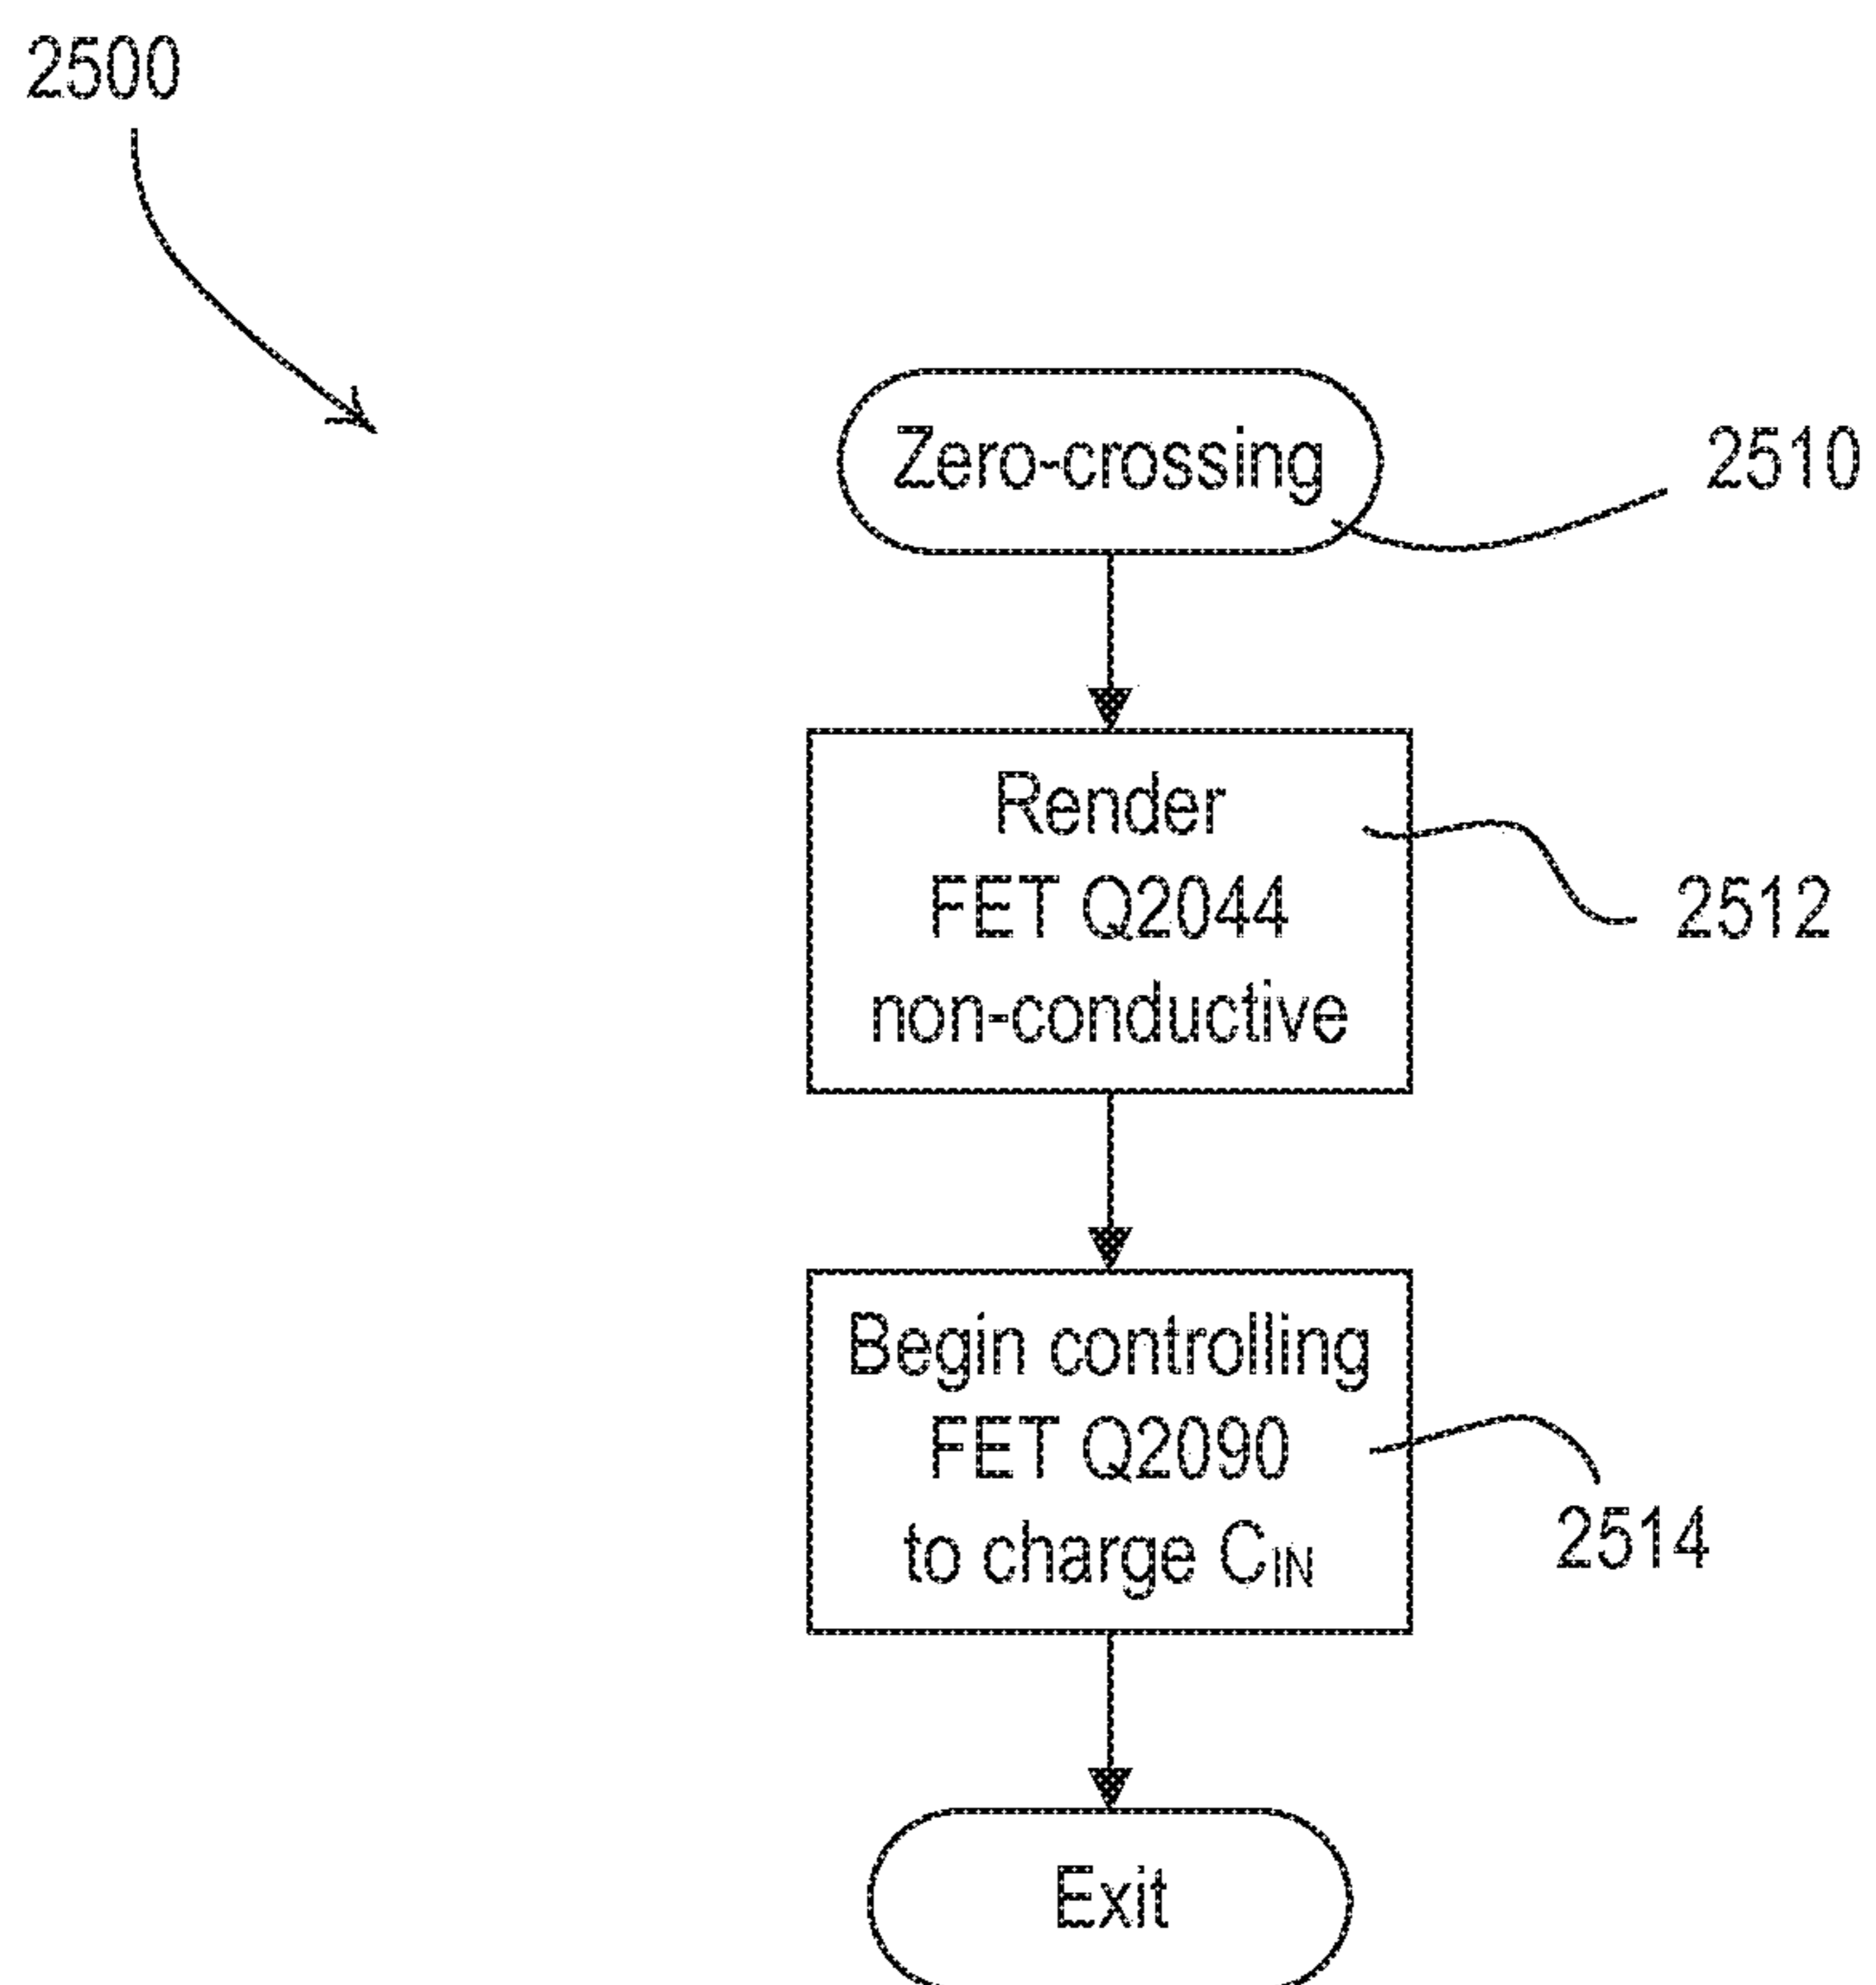 2500
Zero-crossing
2510
Render
FET Q2044
non-conductive
2512
Begin controlling
FET Q2090
to charge CIN
2514
Exit